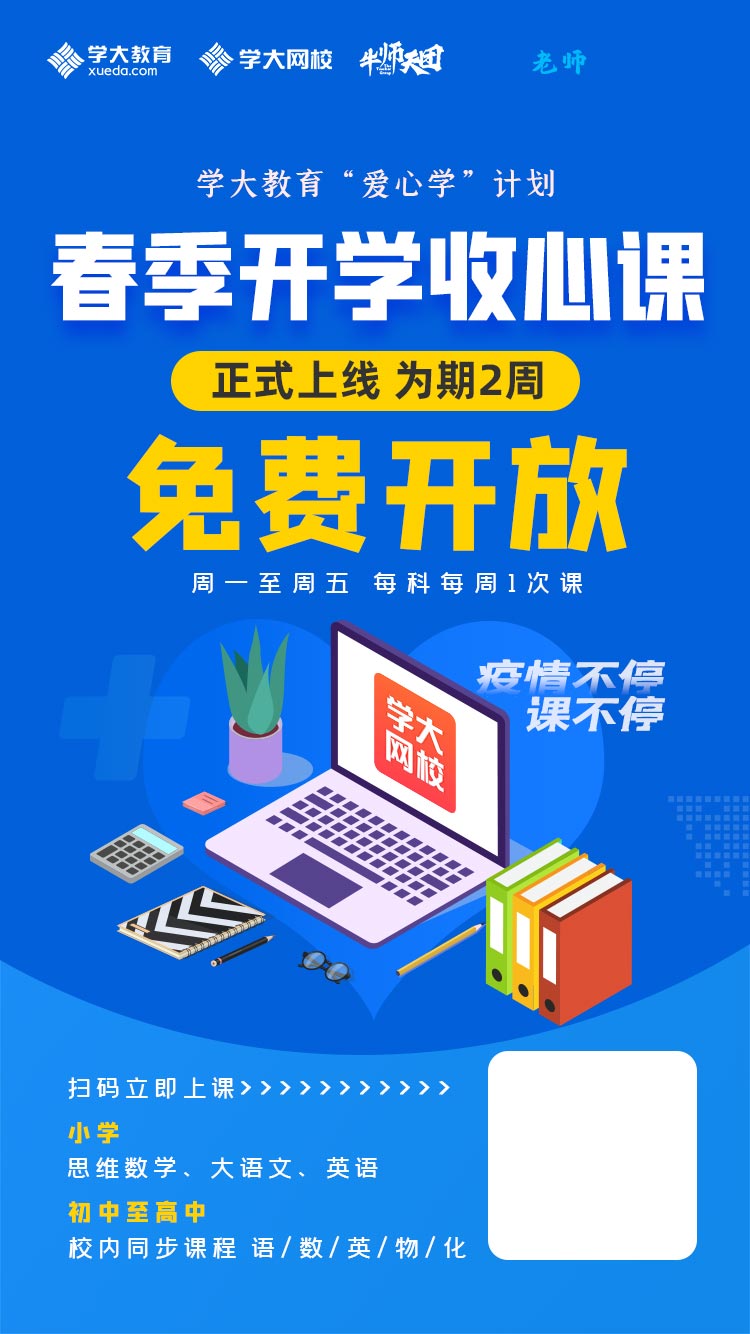 学大教育
xueda.com
学大网校
牛师天团
The Teacher Group
老师
学大教育“爱心学”计划
春季开学收心课
正式上线 为期2周
免费开放
周一至周五 每科每周1次课
疫情不停
课不停
学大
网校
扫码立即上课>>>>>>>>>>>>
小学
思维数学、大语文、英语
初中至高中
校内同步课程 语/数/英/物/化